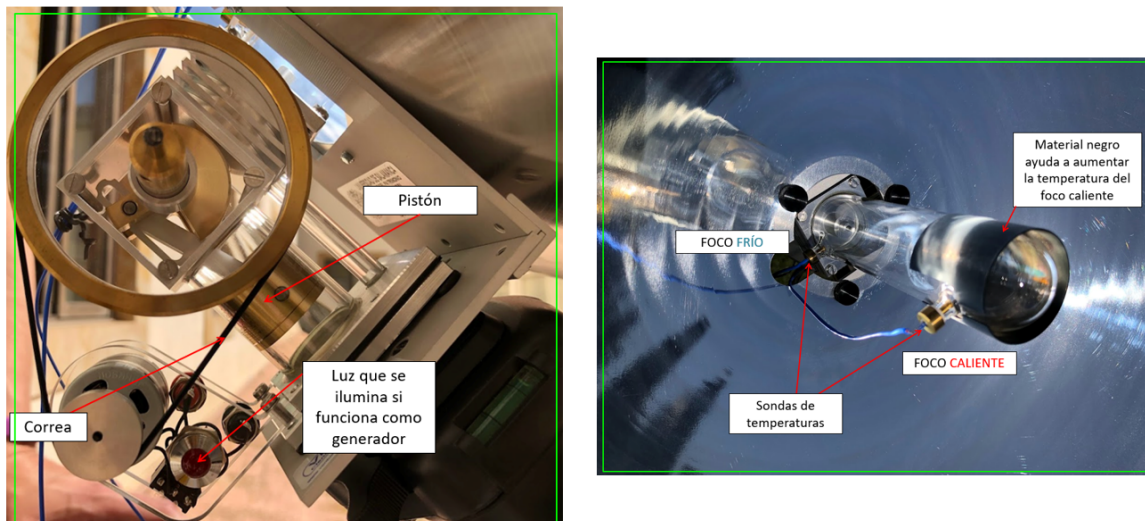 Pistón
Correa
Luz que se
ilumina si
funciona como
generador
Material negro
ayuda a aumentar
la temperatura del
foco caliente
FOCO FRÍO
FOCO CALIENTE
Sondas de
temperaturas